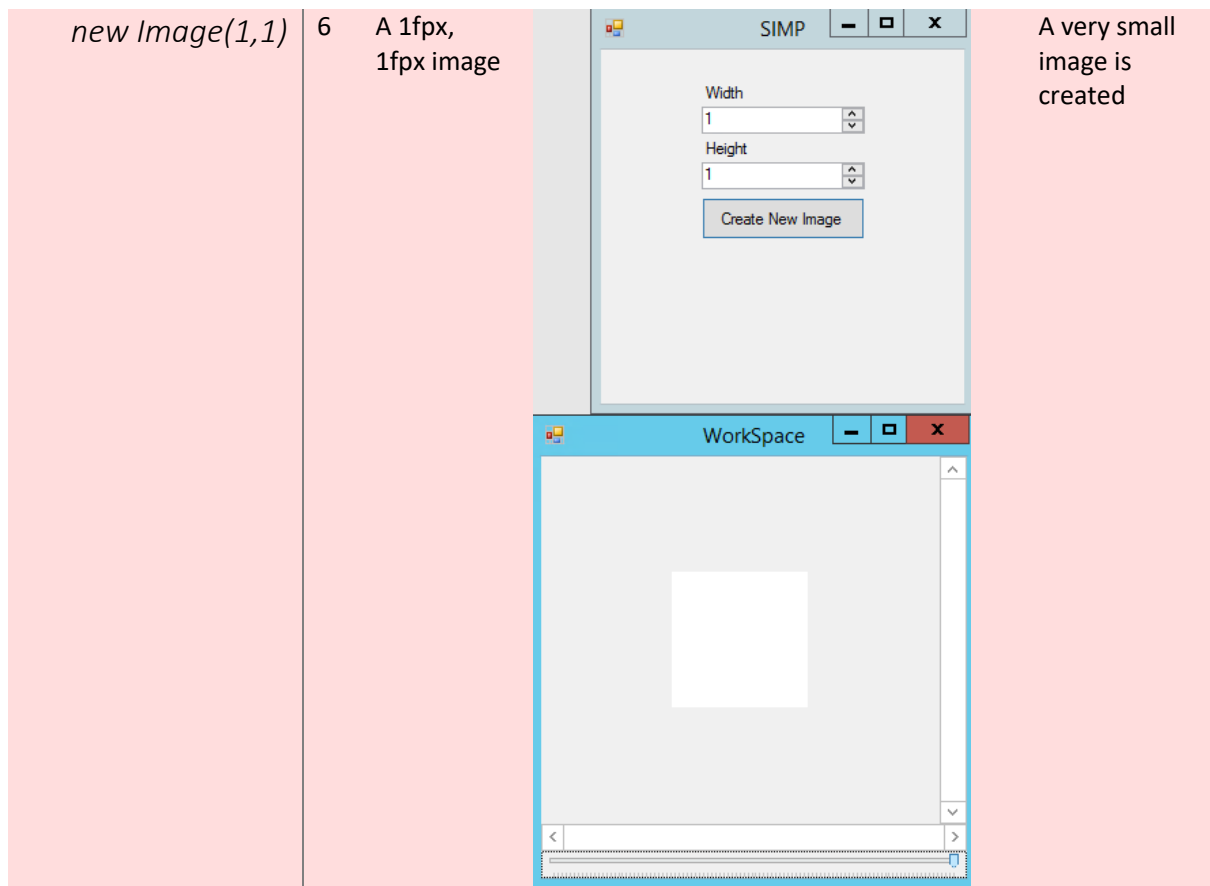 new Image(1,1)
6
A 1fpx,
1fpx image
SIMP
Width
1
Height
1
Create New Image
WorkSpace
A very small
image is
created